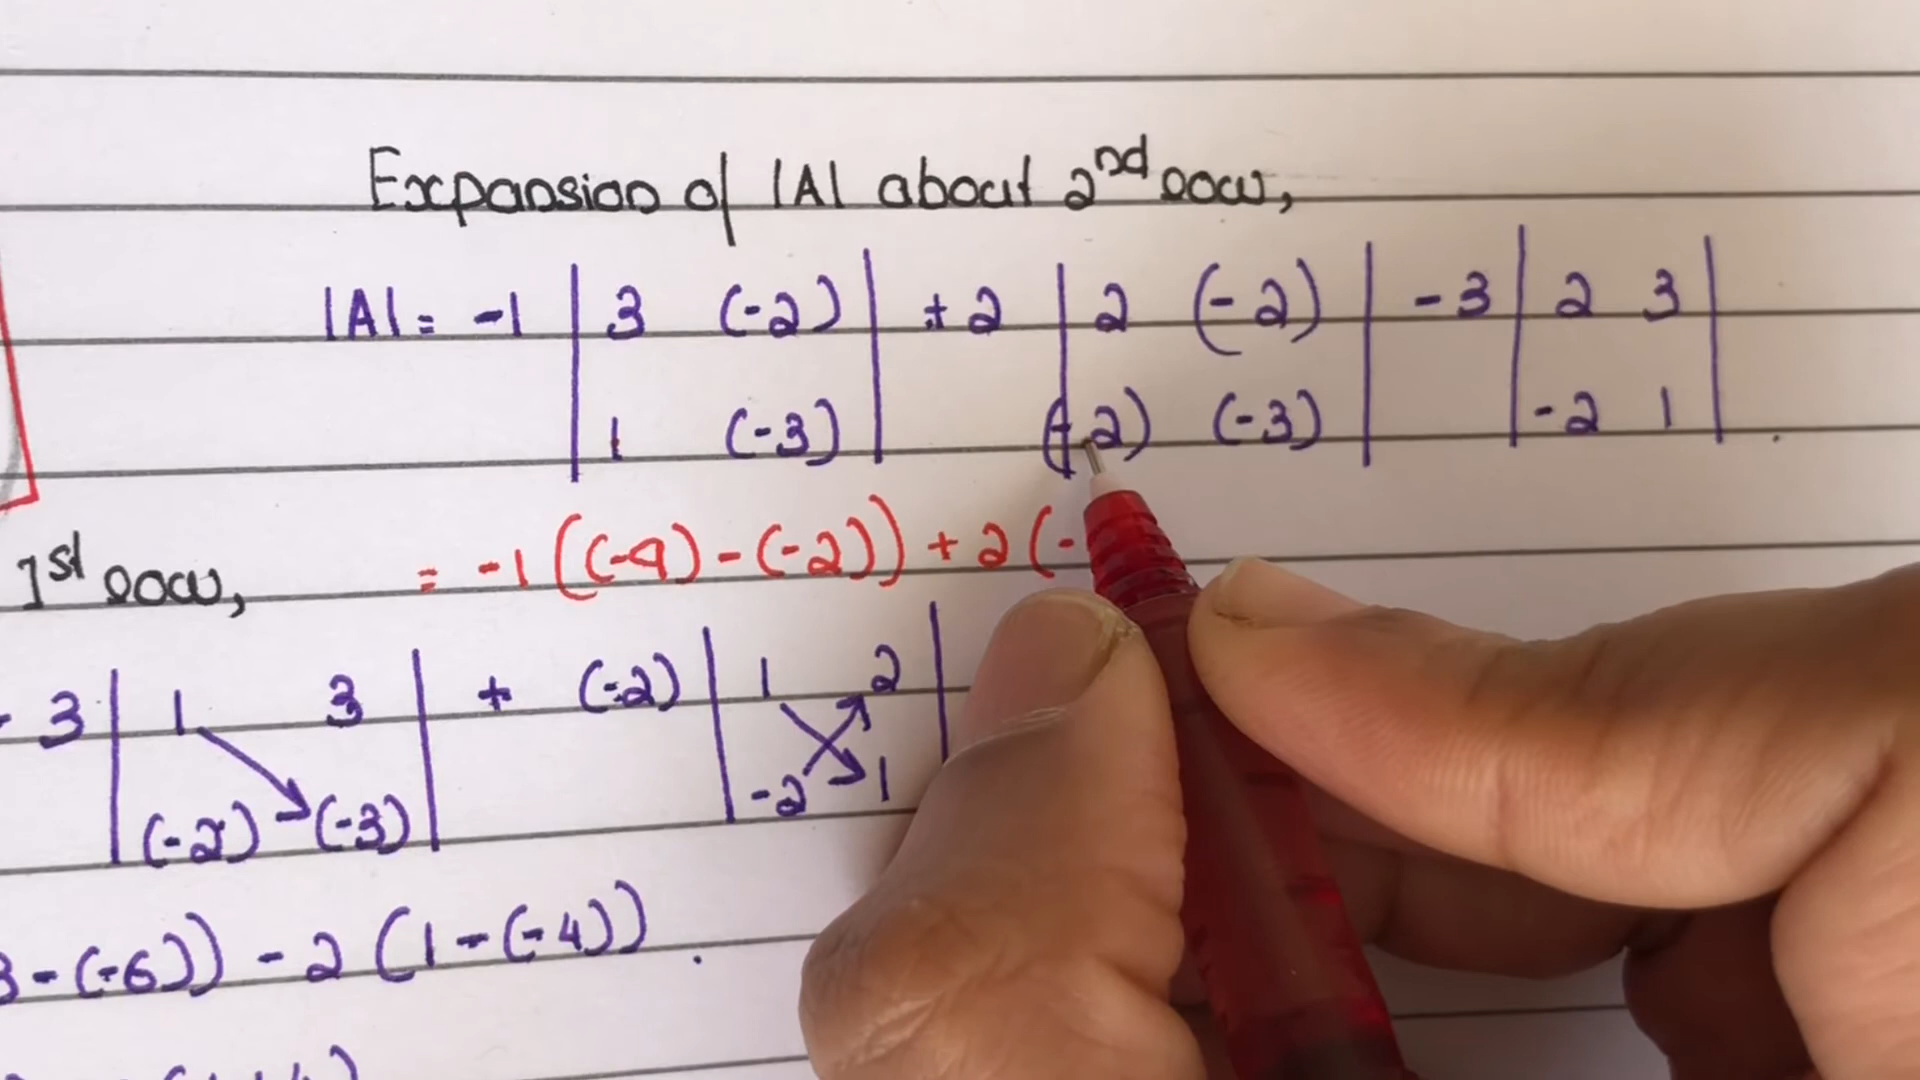 Expansion of |A| about 2nd row,
|A| = -1 | 3 (-2) | + 2 | 2 (-2) | - 3 | 2 3 |
| 1 (-3) | | (-2) (-3) | | -2 1 |
= -1 ((-9) - (-2)) + 2 (-
1st row,
3 | 1 3 | + (-2) | 1 2 |
| (-2) (-3) | | -2 1 |
3 - (-6)) - 2 (1 - (-4)) .